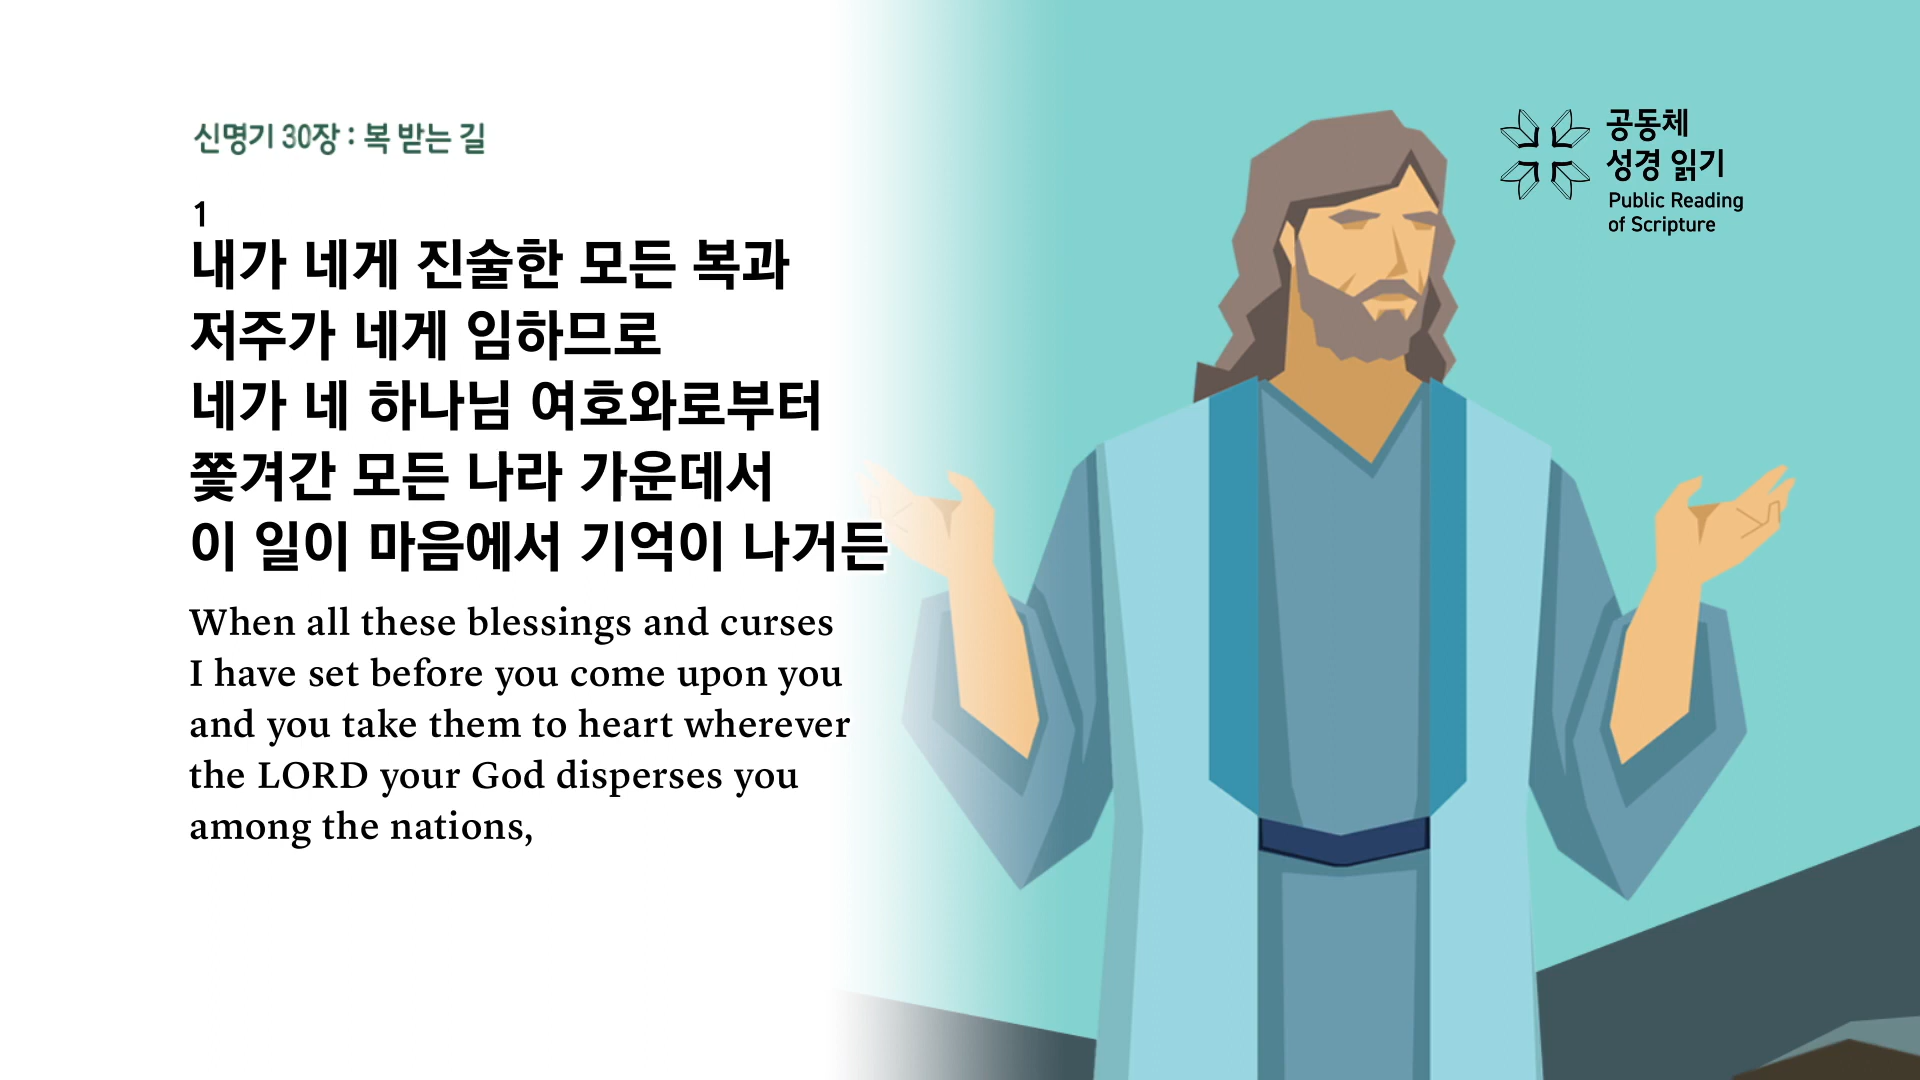 신명기 30장 : 복 받는 길
1
내가 네게 진술한 모든 복과
저주가 네게 임하므로
네가 네 하나님 여호와로부터
쫓겨간 모든 나라 가운데서
이 일이 마음에서 기억이 나거든
When all these blessings and curses
I have set before you come upon you
and you take them to heart wherever
the LORD your God disperses you
among the nations,
공동체
성경 읽기
Public Reading
of Scripture